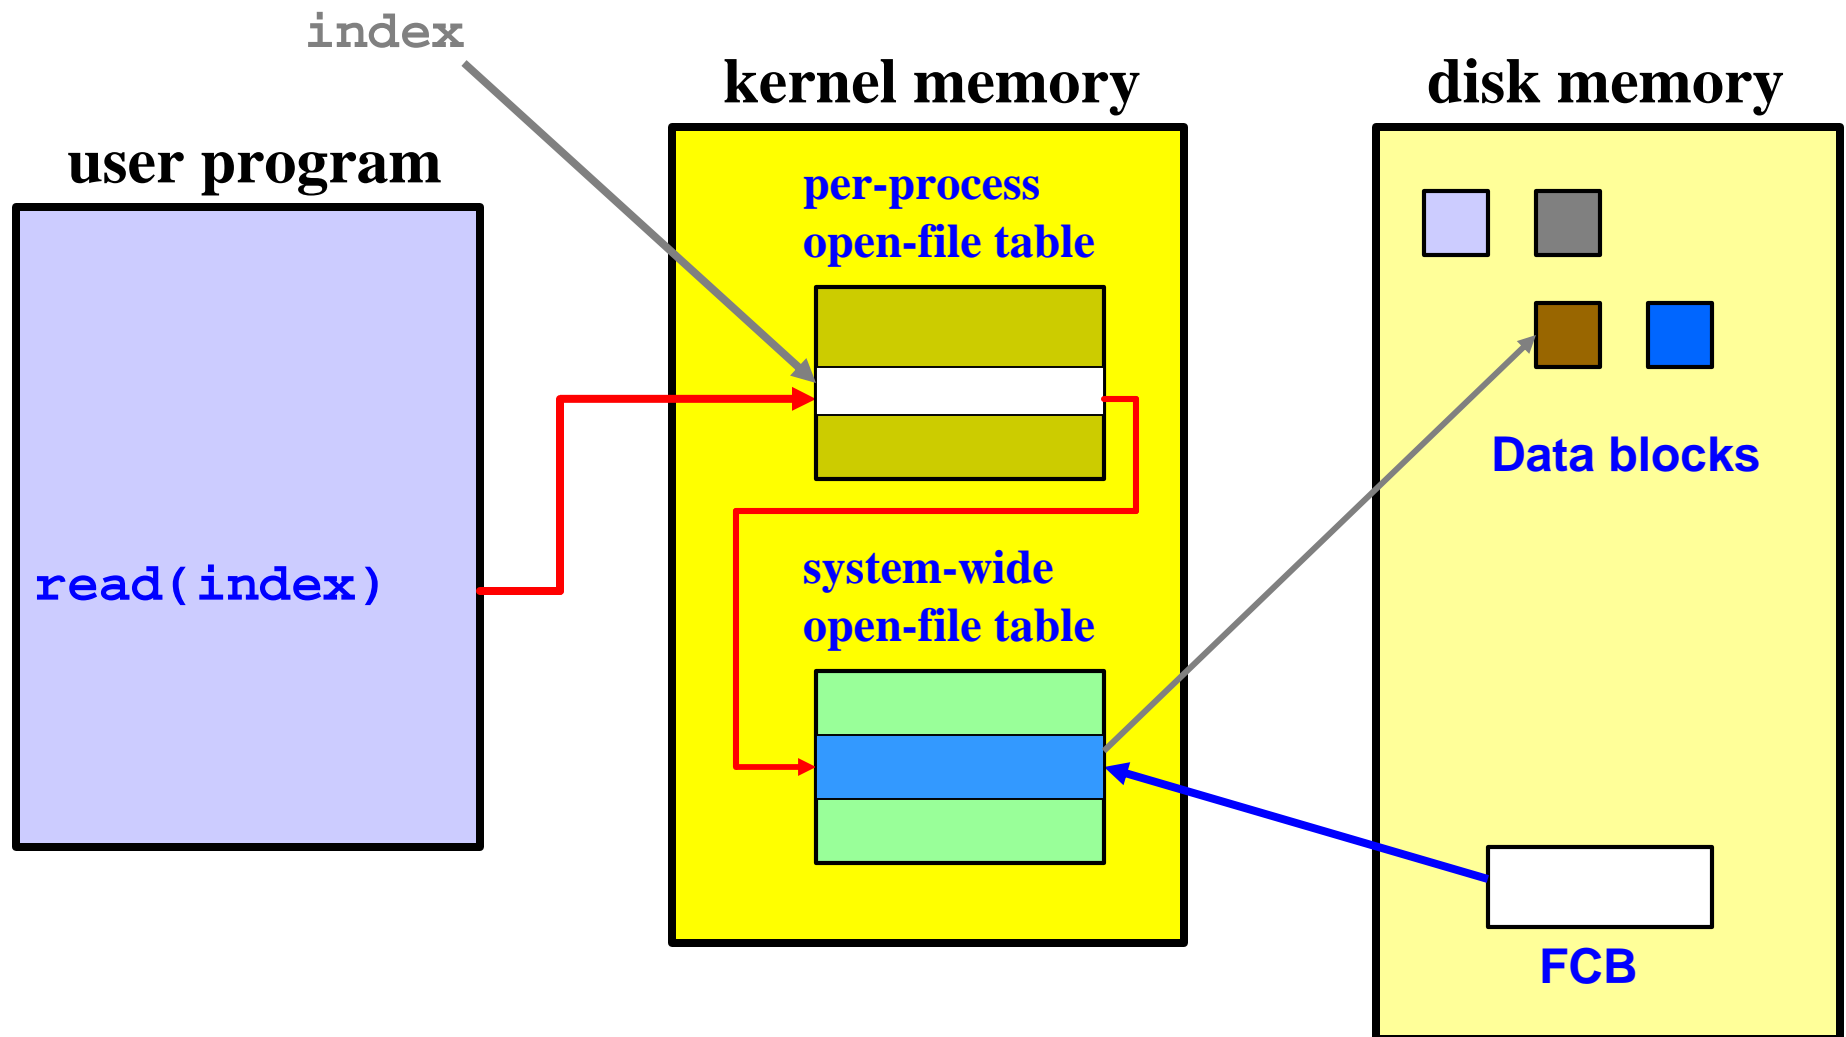 index
kernel memory
disk memory
user program
per-process
open-file table
Data blocks
read(index)
system-wide
open-file table
FCB